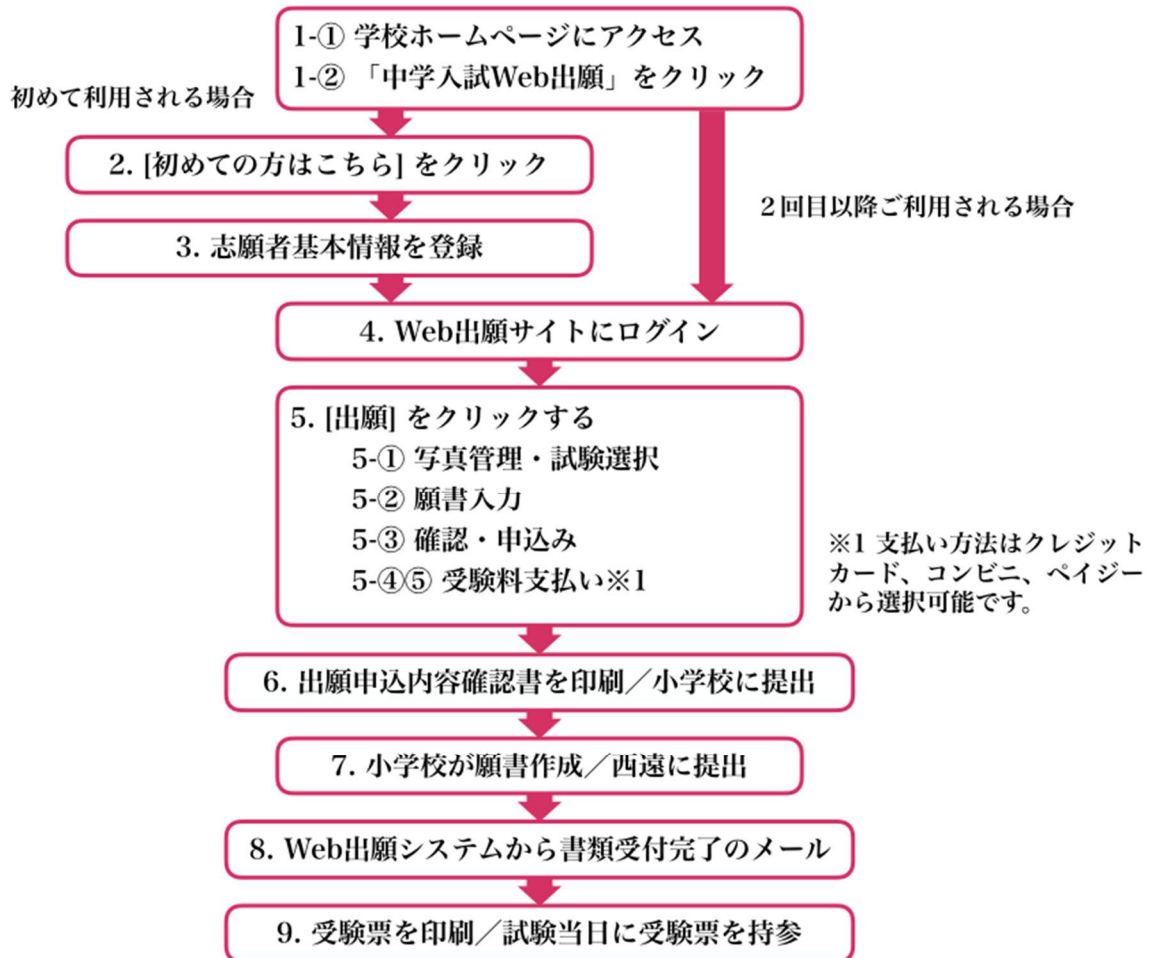 1-① 学校ホームページにアクセス
1-② 「中学入試Web出願」をクリック
初めて利用される場合
2. [初めての方はこちら] をクリック
2回目以降ご利用される場合
3. 志願者基本情報を登録
4. Web出願サイトにログイン
5. [出願] をクリックする
5-① 写真管理・試験選択
5-② 願書入力
5-③ 確認・申込み
5-④⑤ 受験料支払い※1
※1 支払い方法はクレジット
カード、コンビニ、ペイジー
から選択可能です。
6. 出願申込内容確認書を印刷／小学校に提出
7. 小学校が願書作成／西遠に提出
8. Web出願システムから書類受付完了のメール
9. 受験票を印刷／試験当日に受験票を持参